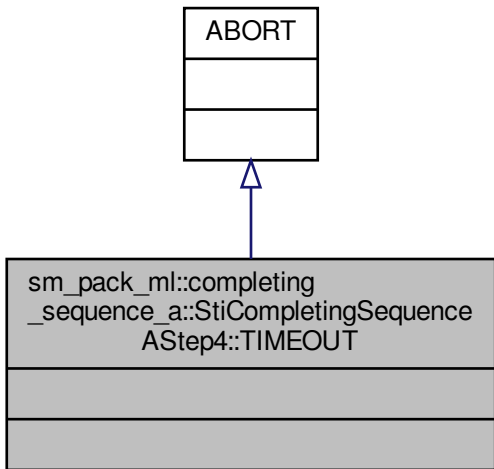 ABORT
sm_pack_ml::completing
_sequence_a::StiCompletingSequence
AStep4::TIMEOUT